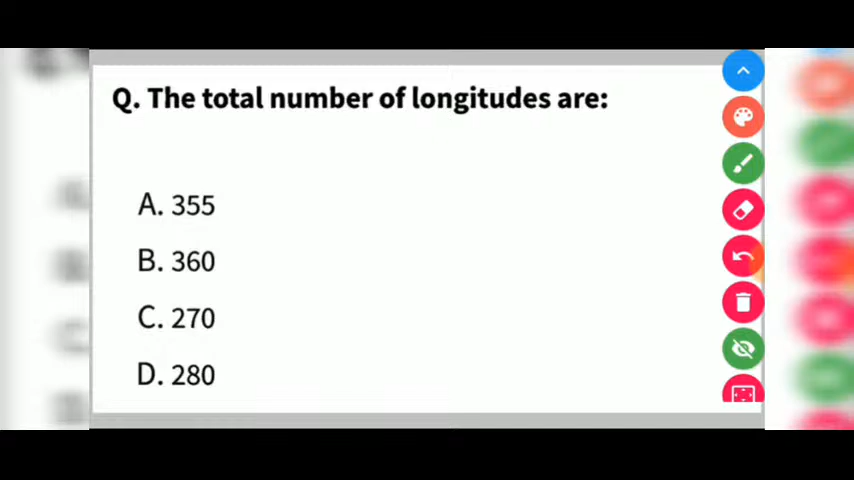 Q. The total number of longitudes are:
A. 355
B. 360
C. 270
D. 280